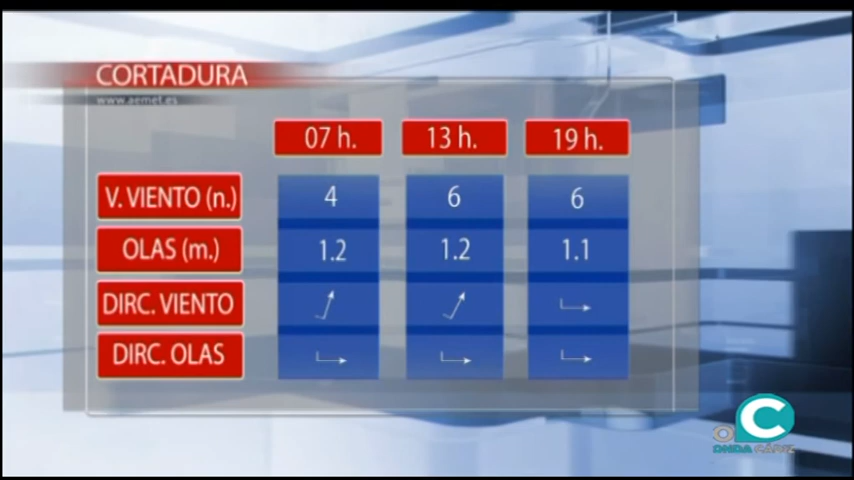 CORTADURA
www.aemet.es
07 h. 13 h. 19 h.
V. VIENTO (n.) 4 6 6
OLAS (m.) 1.2 1.2 1.1
DIRC. VIENTO
DIRC. OLAS
C
ONDA CÁDIZ